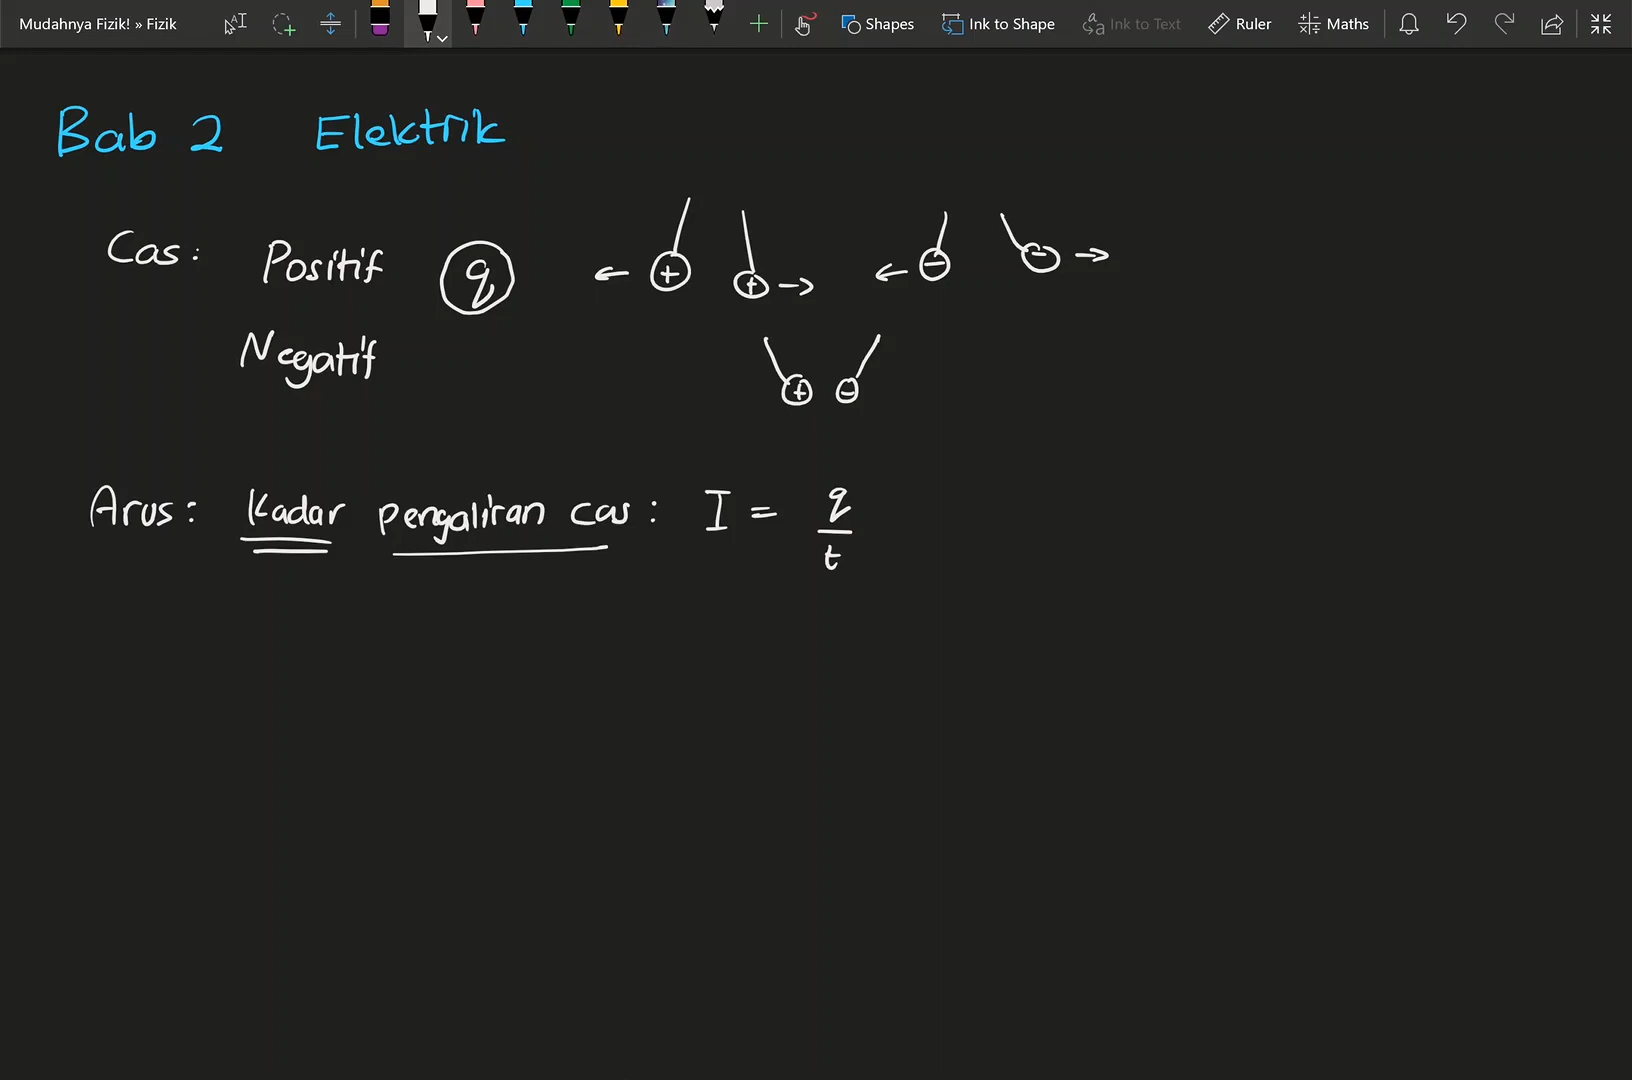 Mudahnya Fizik! » Fizik Shapes Ink to Shape Ink to Text Ruler Maths
Bab 2 Elektrik
Cas: Positif q + + - -
Negatif + -
Arus: Kadar pengaliran cas: I = q/t